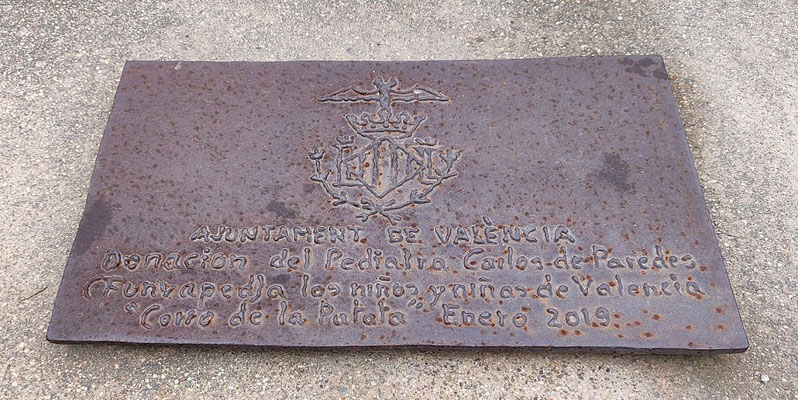 AJUNTAMENT DE VALÈNCIA
Donación del Pediatra Carlos de Paredes
(Funvaped) a los niños y niñas de Valencia
"Corro de la Patata" Enero 2019